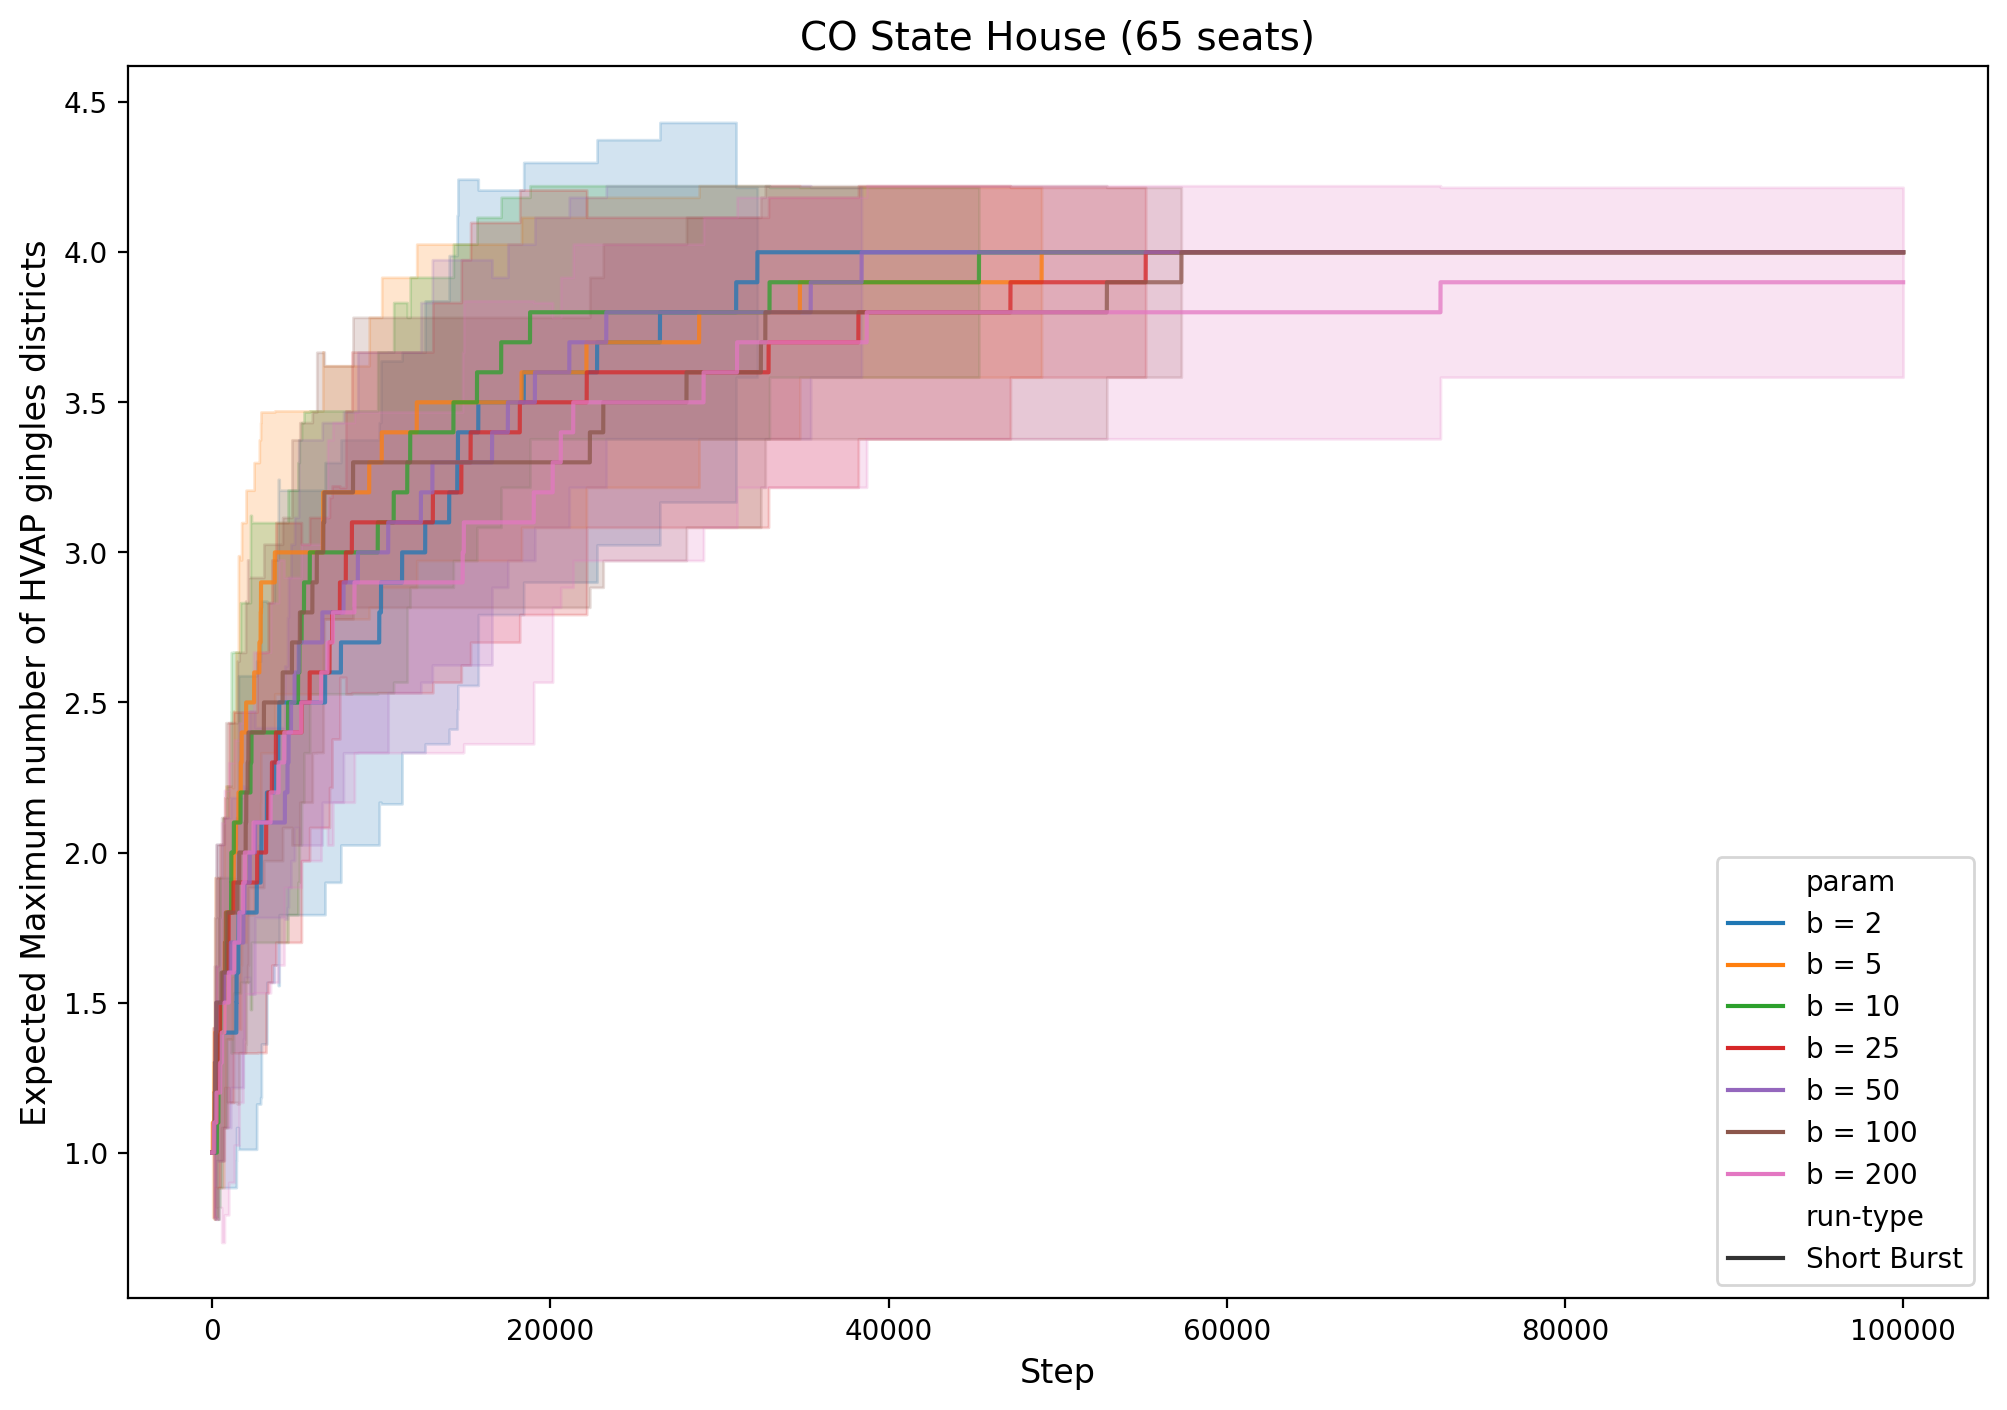 CO State House (65 seats)
Expected Maximum number of HVAP gingles districts
4.5
4.0
3.5
3.0
2.5
2.0
1.5
1.0
param
b = 2
b = 5
b = 10
b = 25
b = 50
b = 100
b = 200
run-type
Short Burst
0
20000
40000
60000
80000
100000
Step